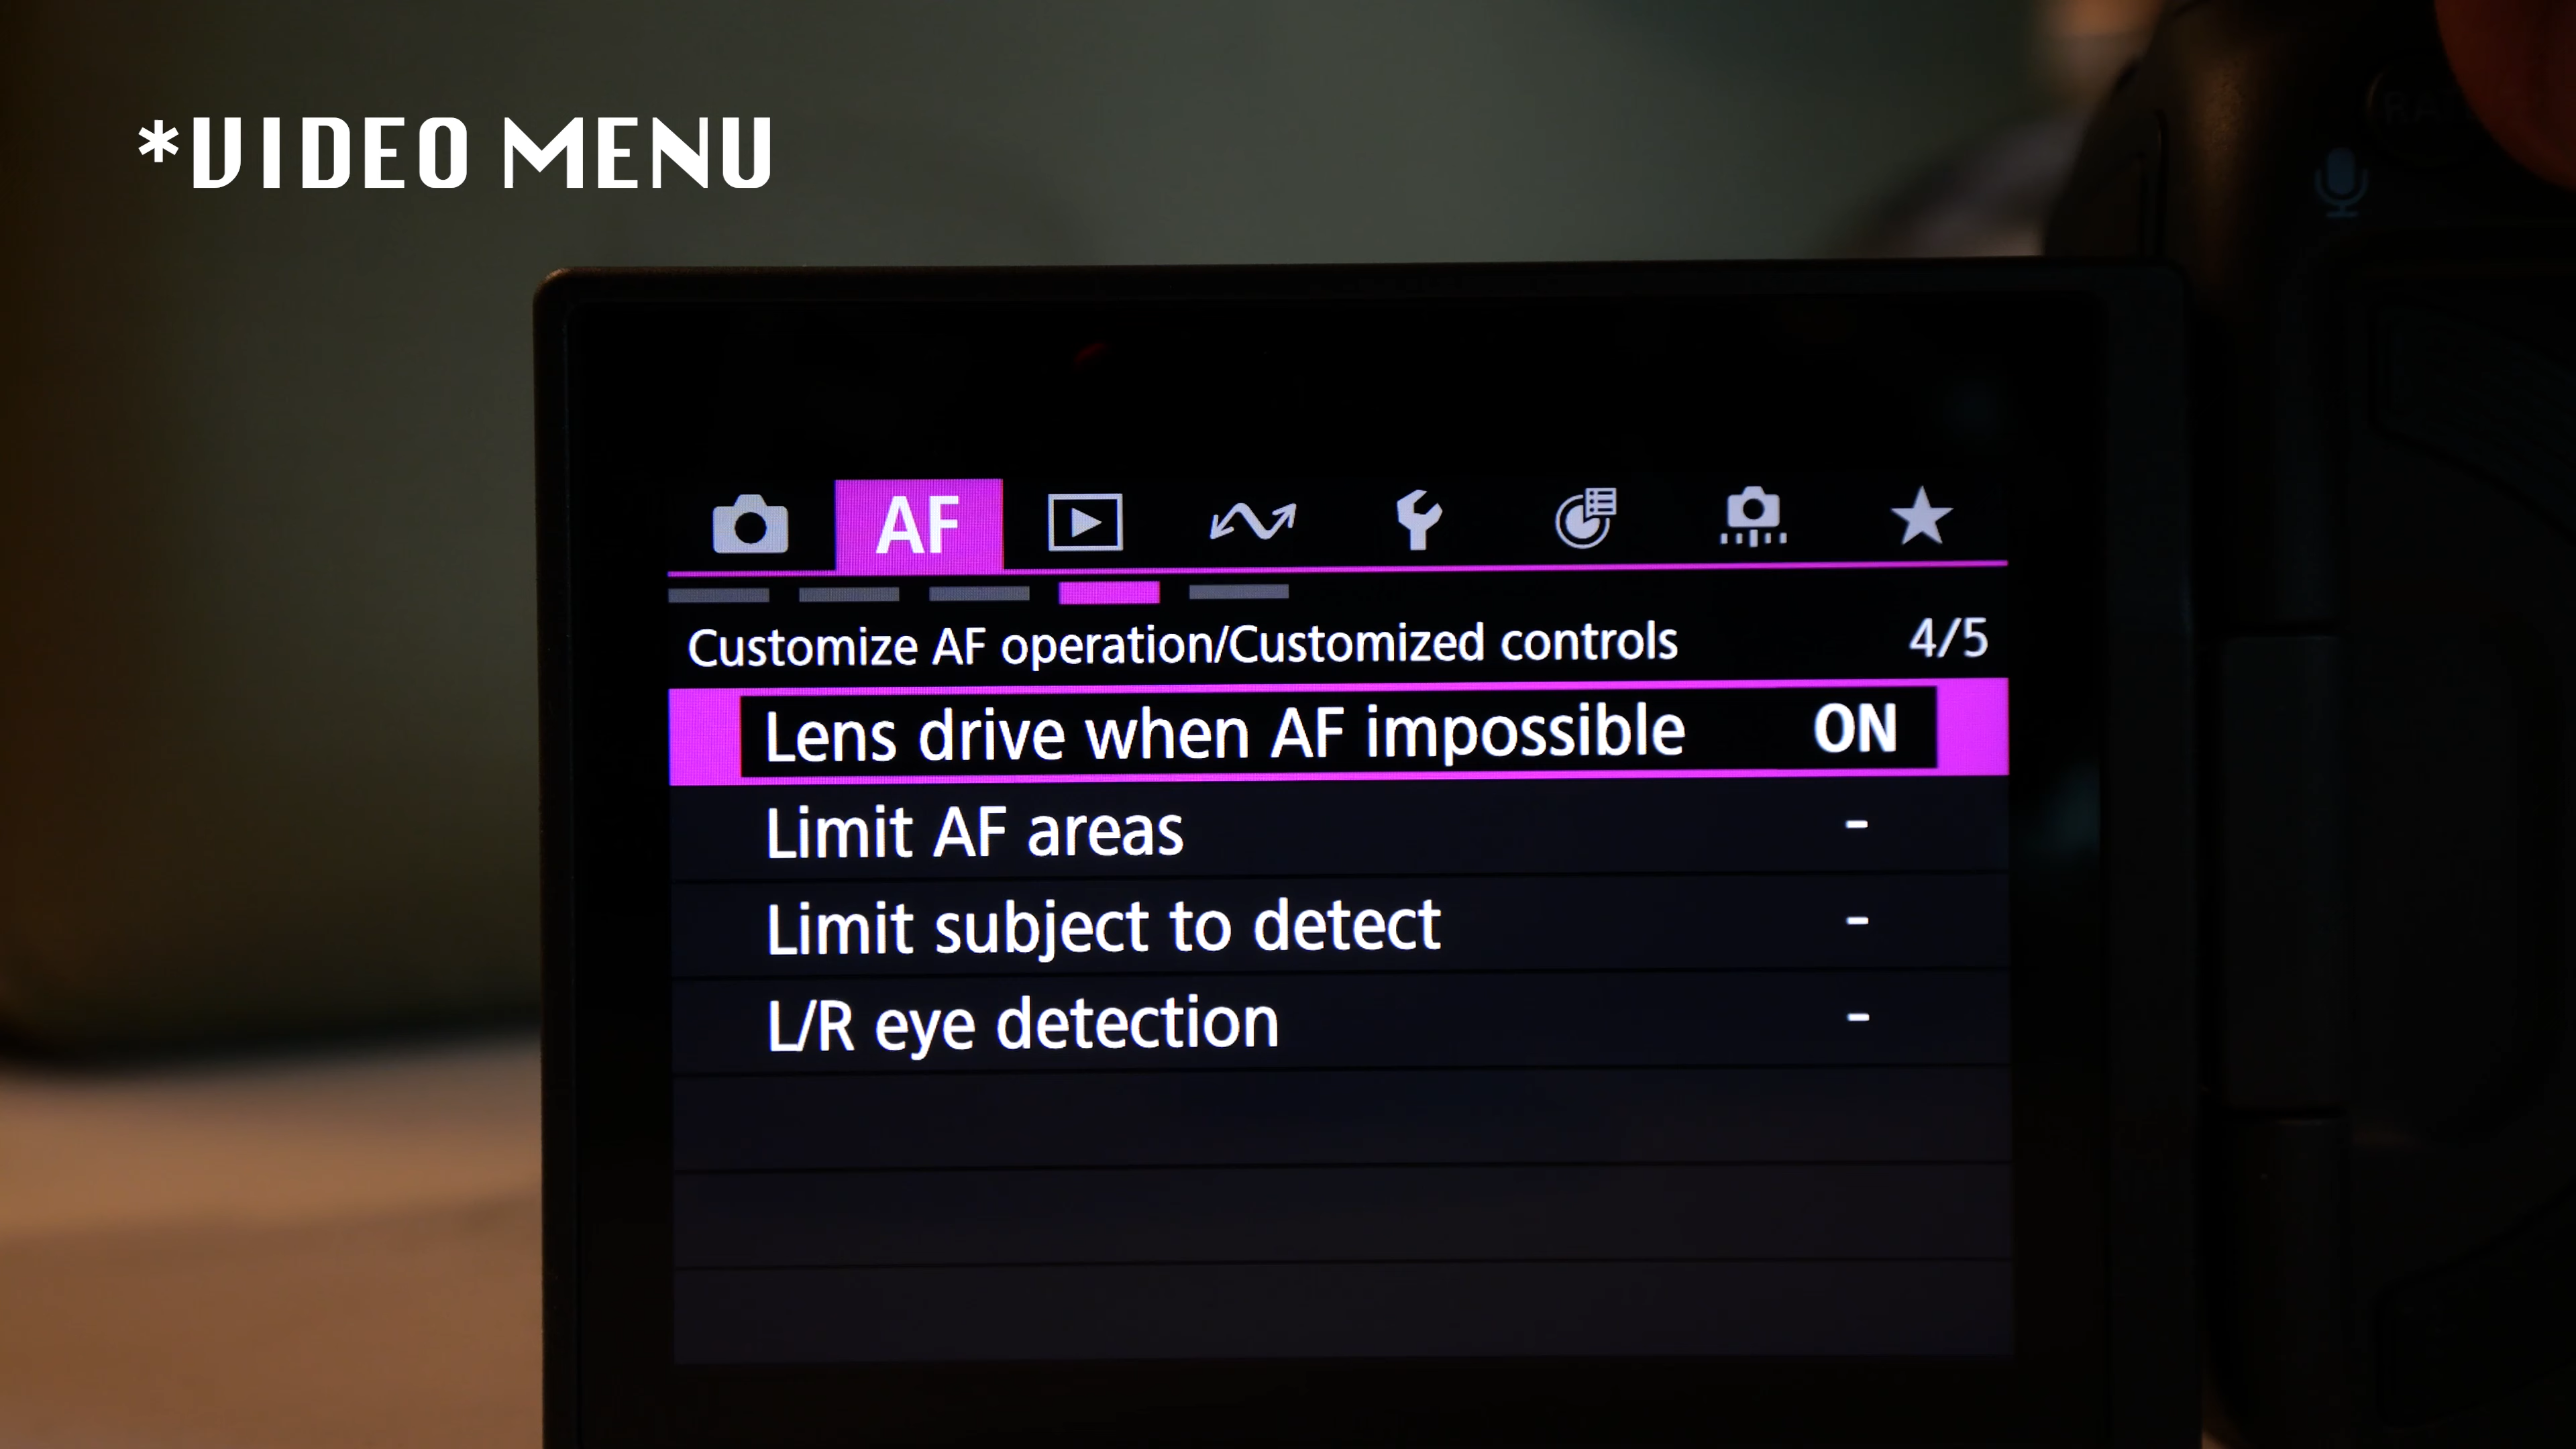 *VIDEO MENU
AF
Customize AF operation/Customized controls 4/5
Lens drive when AF impossible ON
Limit AF areas -
Limit subject to detect -
L/R eye detection -